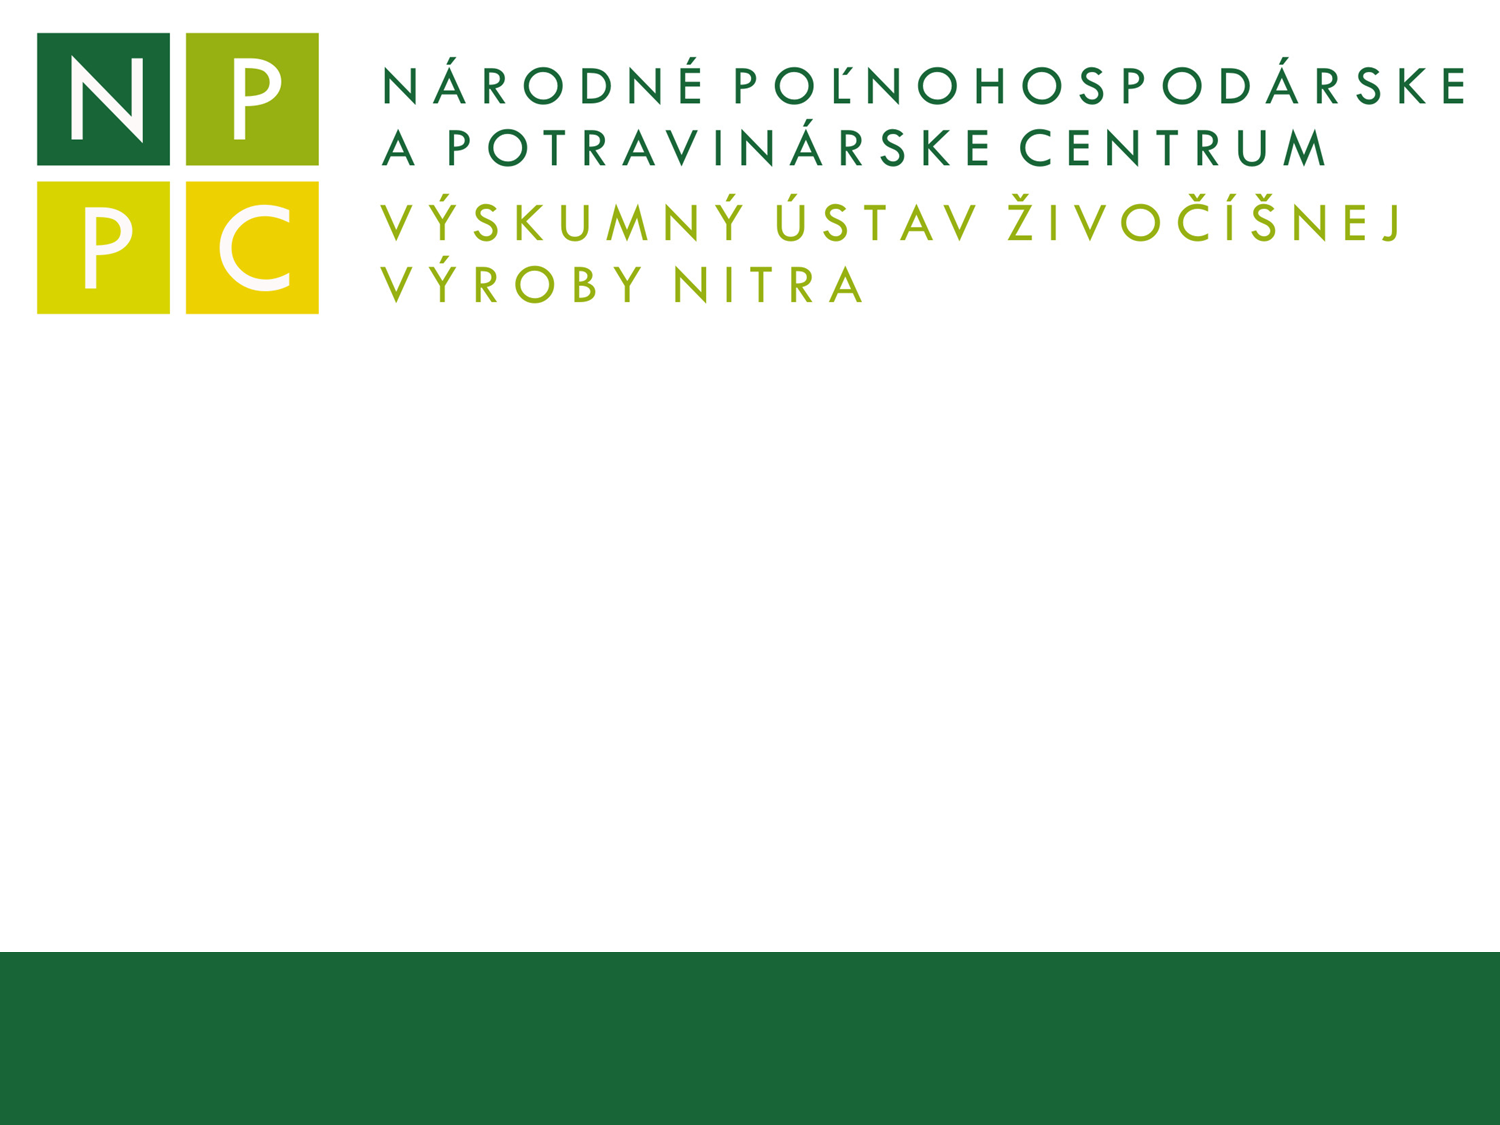 N P
P C
NÁRODNÉ POĽNOHOSPODÁRSKE
A POTRAVINÁRSKE CENTRUM
VÝSKUMNÝ ÚSTAV ŽIVOČÍŠNEJ
VÝROBY NITRA